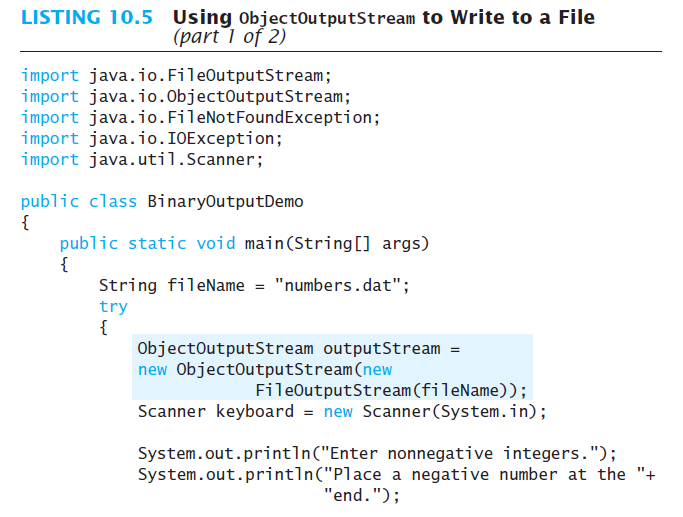 LISTING 10.5 Using ObjectOutputStream to Write to a File
(part 1 of 2)
import java.io.FileOutputStream;
import java.io.ObjectOutputStream;
import java.io.FileNotFoundException;
import java.io.IOException;
import java.util.Scanner;
public class BinaryOutputDemo
{
    public static void main(String[] args)
    {
        String fileName = "numbers.dat";
        try
        {
            ObjectOutputStream outputStream =
            new ObjectOutputStream(new
                        FileOutputStream(fileName));
            Scanner keyboard = new Scanner(System.in);
            System.out.println("Enter nonnegative integers.");
            System.out.println("Place a negative number at the "+
                               "end.");